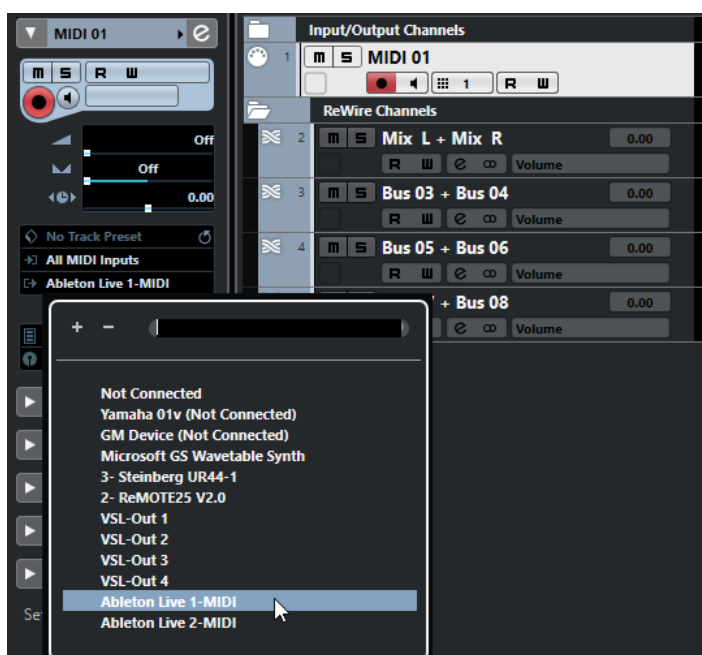 MIDI 01
m S R W
Off
Off
0.00
No Track Preset
All MIDI Inputs
Ableton Live 1-MIDI
Input/Output Channels
1 m S MIDI 01
1 R W
ReWire Channels
2 m S Mix L + Mix R 0.00
R W e Volume
3 m S Bus 03 + Bus 04 0.00
R W e Volume
4 m S Bus 05 + Bus 06 0.00
R W e Volume
+ Bus 08 0.00
e Volume
+ -
Not Connected
Yamaha 01v (Not Connected)
GM Device (Not Connected)
Microsoft GS Wavetable Synth
3- Steinberg UR44-1
2- ReMOTE25 V2.0
VSL-Out 1
VSL-Out 2
VSL-Out 3
VSL-Out 4
Ableton Live 1-MIDI
Ableton Live 2-MIDI